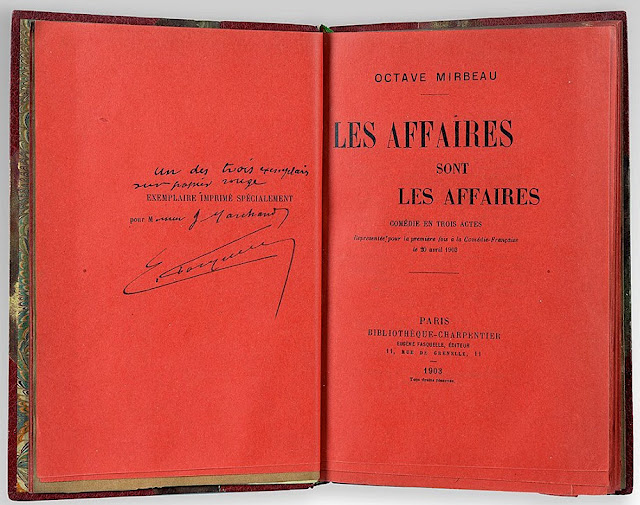 Un des trois exemplaires
sur papier rouge
EXEMPLAIRE IMPRIMÉ SPÉCIALEMENT
pour Monsieur J Marchand
E. Fasquelle
OCTAVE MIRBEAU
LES AFFAIRES
SONT
LES AFFAIRES
COMÉDIE EN TROIS ACTES
Représentée pour la première fois à la Comédie-Française
le 20 avril 1903
PARIS
BIBLIOTHÈQUE-CHARPENTIER
EUGÈNE FASQUELLE, ÉDITEUR
11, RUE DE GRENELLE, 11
1903
Tous droits réservés.